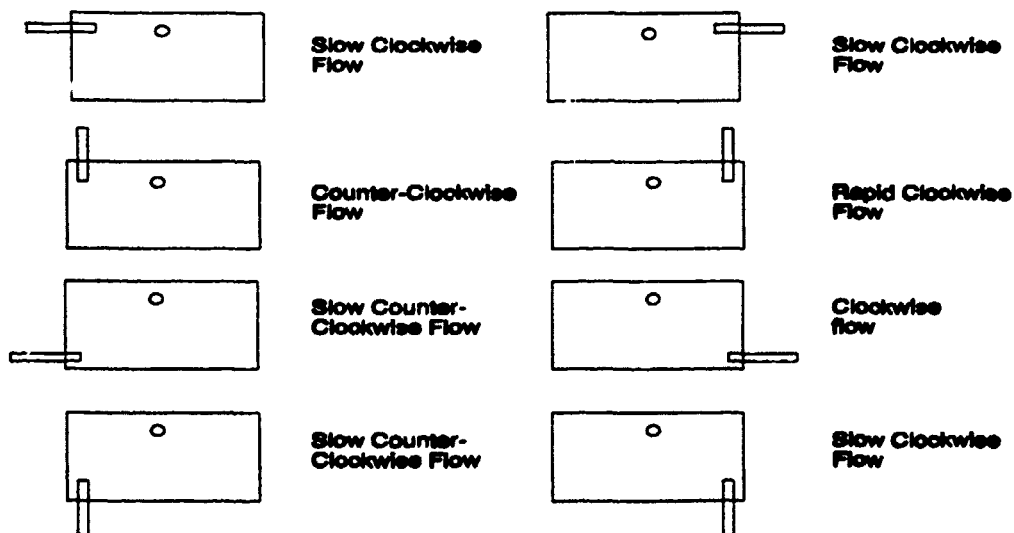 Slow Clockwise
Flow
Slow Clockwise
Flow
Counter-Clockwise
Flow
Rapid Clockwise
Flow
Slow Counter-
Clockwise Flow
Clockwise
flow
Slow Counter-
Clockwise Flow
Slow Clockwise
Flow